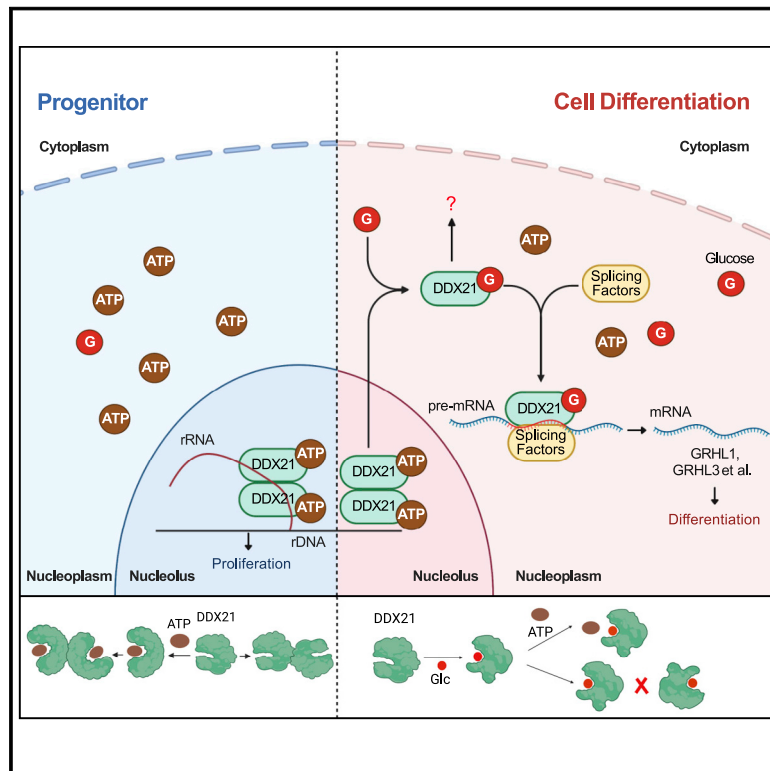 Progenitor
Cell Differentiation
Cytoplasm
Cytoplasm
G
?
ATP
ATP
Glucose
G
DDX21
G
Splicing
Factors
ATP
ATP
G
ATP
G
ATP
ATP
DDX21
G
pre-mRNA
mRNA
Splicing
Factors
GRHL1,
GRHL3 et al.
Differentiation
rRNA
DDX21
ATP
DDX21
ATP
DDX21
ATP
DDX21
ATP
rDNA
Proliferation
Nucleoplasm
Nucleolus
Nucleolus
Nucleoplasm
ATP
DDX21
DDX21
Glc
ATP
X